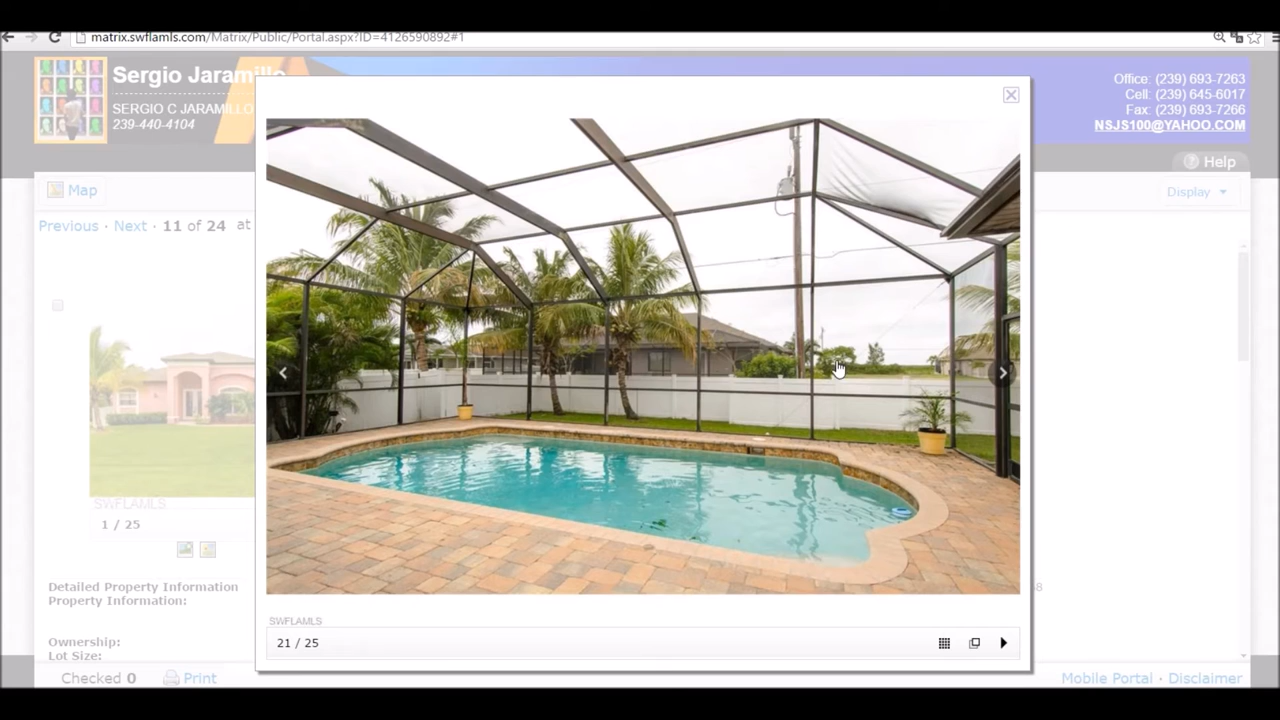 matrix.swflamls.com/Matrix/Public/Portal.aspx?ID=4126590892#1
Sergio Jaramillo
SERGIO C JARAMILLO
239-440-4104
Office: (239) 693-7263
Cell: (239) 645-6017
Fax: (239) 693-7266
NSJS100@YAHOO.COM
? Help
Map
Display
Previous · Next · 11 of 24 at
SWFLAMLS
1 / 25
Detailed Property Information
Property Information:
Ownership:
Lot Size:
SWFLAMLS
21 / 25
Checked 0
Print
Mobile Portal · Disclaimer